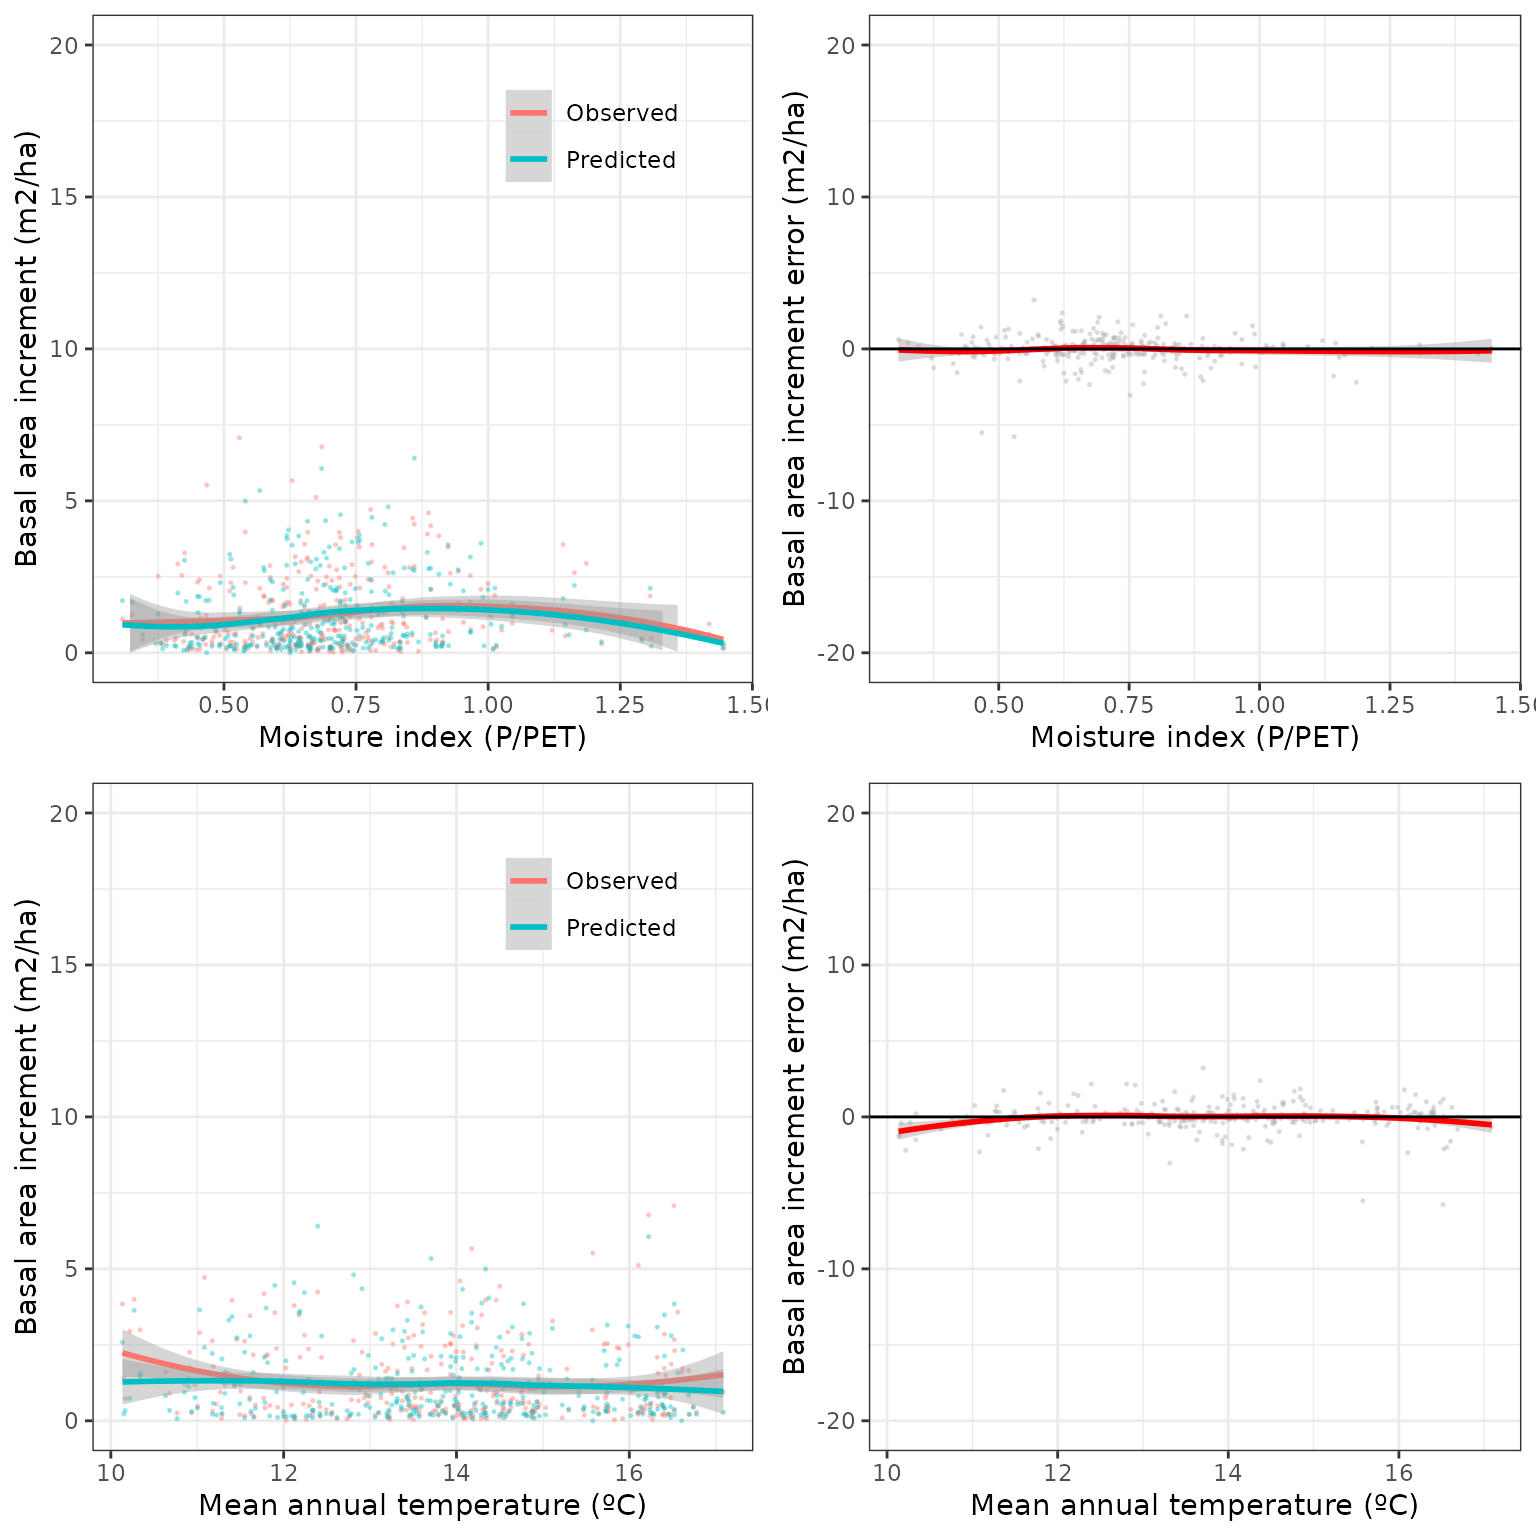 Basal area increment (m2/ha)
20
15
10
5
0
Observed
Predicted
0.50 0.75 1.00 1.25 1.50
Moisture index (P/PET)
Basal area increment error (m2/ha)
20
10
0
-10
-20
0.50 0.75 1.00 1.25 1.50
Moisture index (P/PET)
Basal area increment (m2/ha)
20
15
10
5
0
Observed
Predicted
10 12 14 16
Mean annual temperature (ºC)
Basal area increment error (m2/ha)
20
10
0
-10
-20
10 12 14 16
Mean annual temperature (ºC)